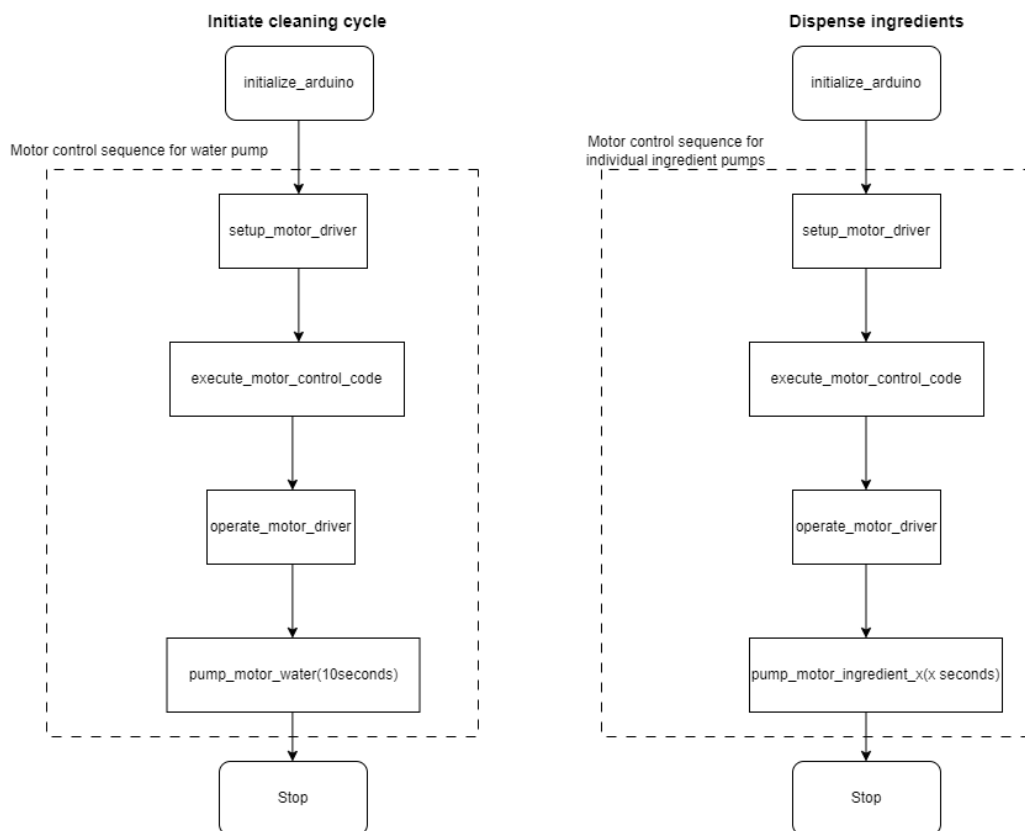 Initiate cleaning cycle
initialize_arduino
Motor control sequence for water pump
setup_motor_driver
execute_motor_control_code
operate_motor_driver
pump_motor_water(10seconds)
Stop
Dispense ingredients
initialize_arduino
Motor control sequence for
individual ingredient pumps
setup_motor_driver
execute_motor_control_code
operate_motor_driver
pump_motor_ingredient_x(x seconds)
Stop